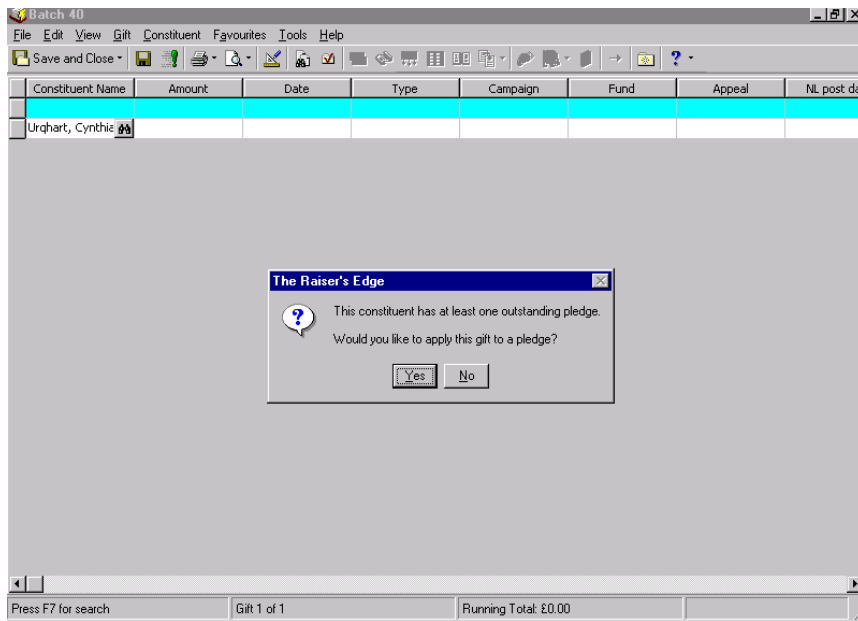 Batch 40
File Edit View Gift Constituent Favourites Tools Help
Save and Close
Constituent Name Amount Date Type Campaign Fund Appeal NL post da
Urqhart, Cynthia
The Raiser's Edge
This constituent has at least one outstanding pledge.
Would you like to apply this gift to a pledge?
Yes No
Press F7 for search Gift 1 of 1 Running Total: £0.00